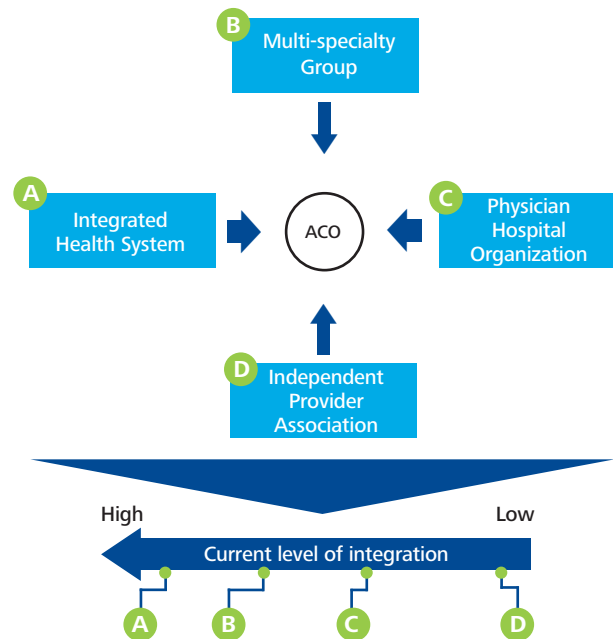 B
Multi-specialty
Group
A
Integrated
Health System
ACO
C
Physician
Hospital
Organization
D
Independent
Provider
Association
High
Low
Current level of integration
A
B
C
D